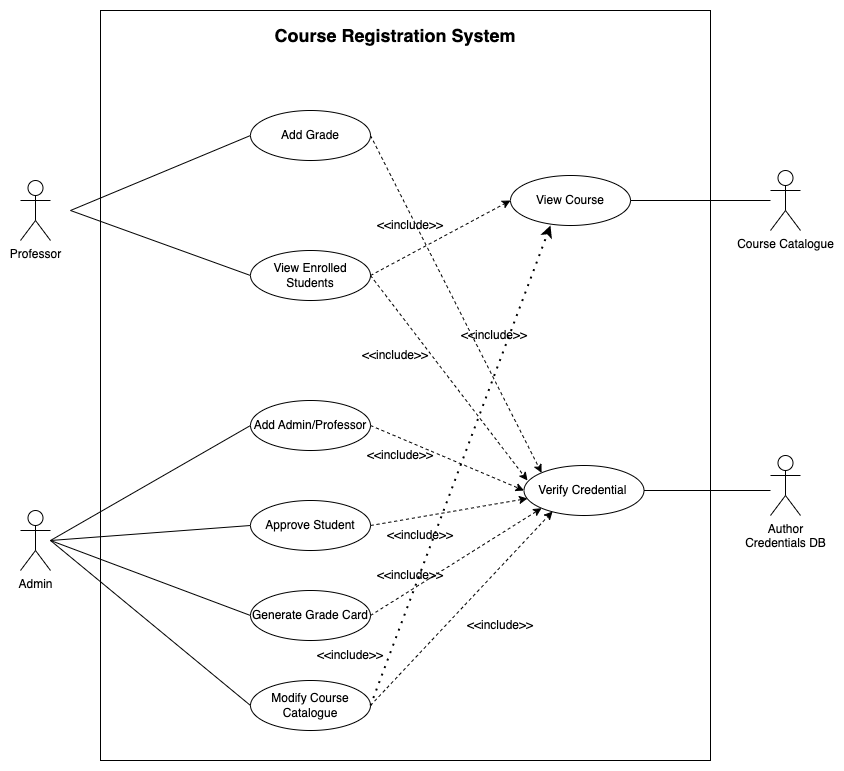 Course Registration System
Add Grade
View Course
<<include>>
Professor
Course Catalogue
View Enrolled
Students
<<include>>
<<include>>
Add Admin/Professor
<<include>>
Verify Credential
Approve Student
<<include>>
Author
Credentials DB
Admin
<<include>>
Generate Grade Card
<<include>>
<<include>>
Modify Course
Catalogue